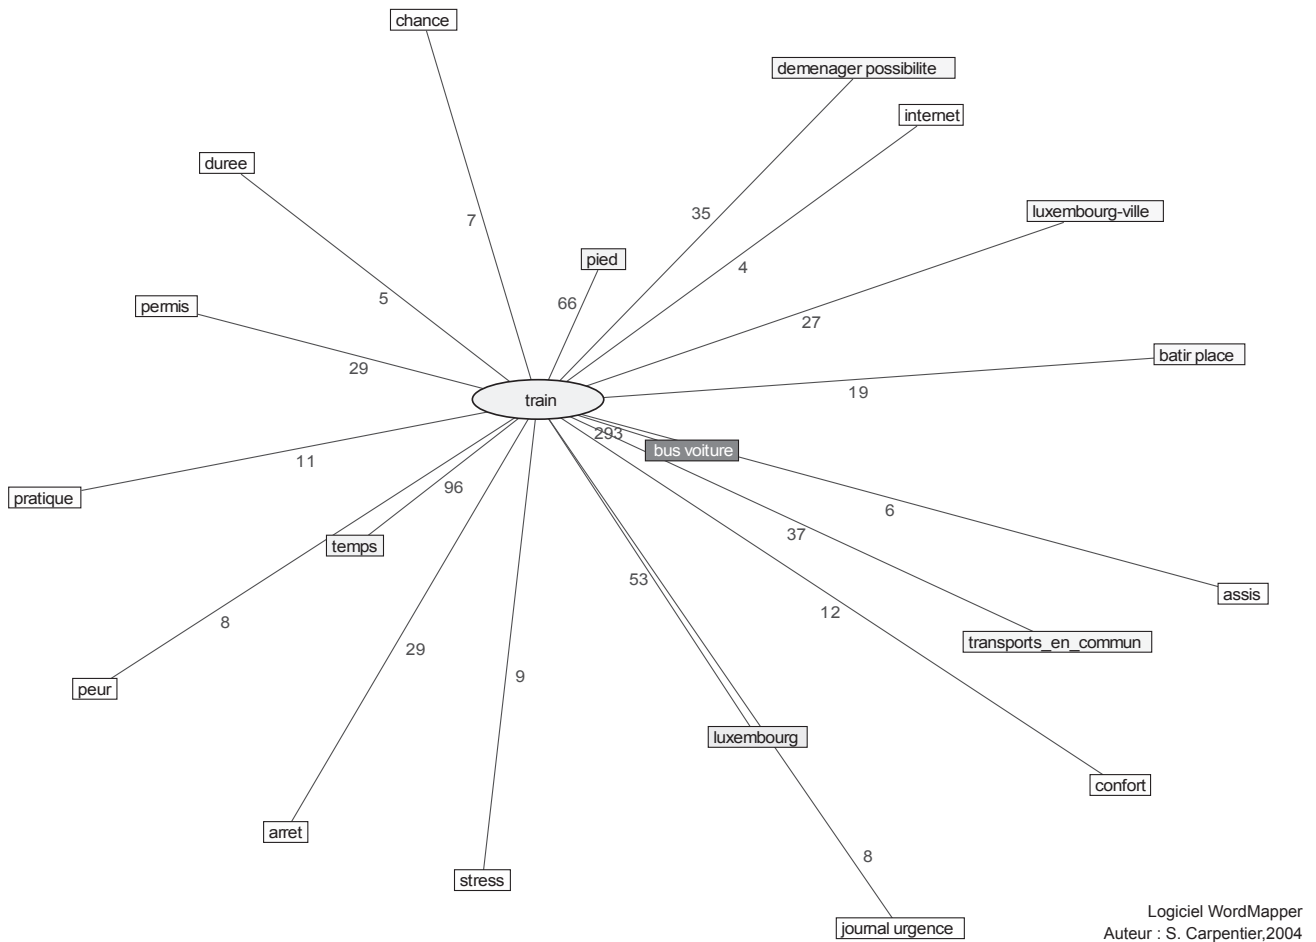 chance
demenager possibilite
internet
duree
luxembourg-ville
35
7
pied
4
5
66
permis
27
batir place
29
19
train
293
bus voiture
11
96
pratique
6
37
temps
53
assis
12
8
29
transports_en_commun
9
peur
luxembourg
confort
arret
8
stress
journal urgence
Logiciel WordMapper
Auteur : S. Carpentier,2004